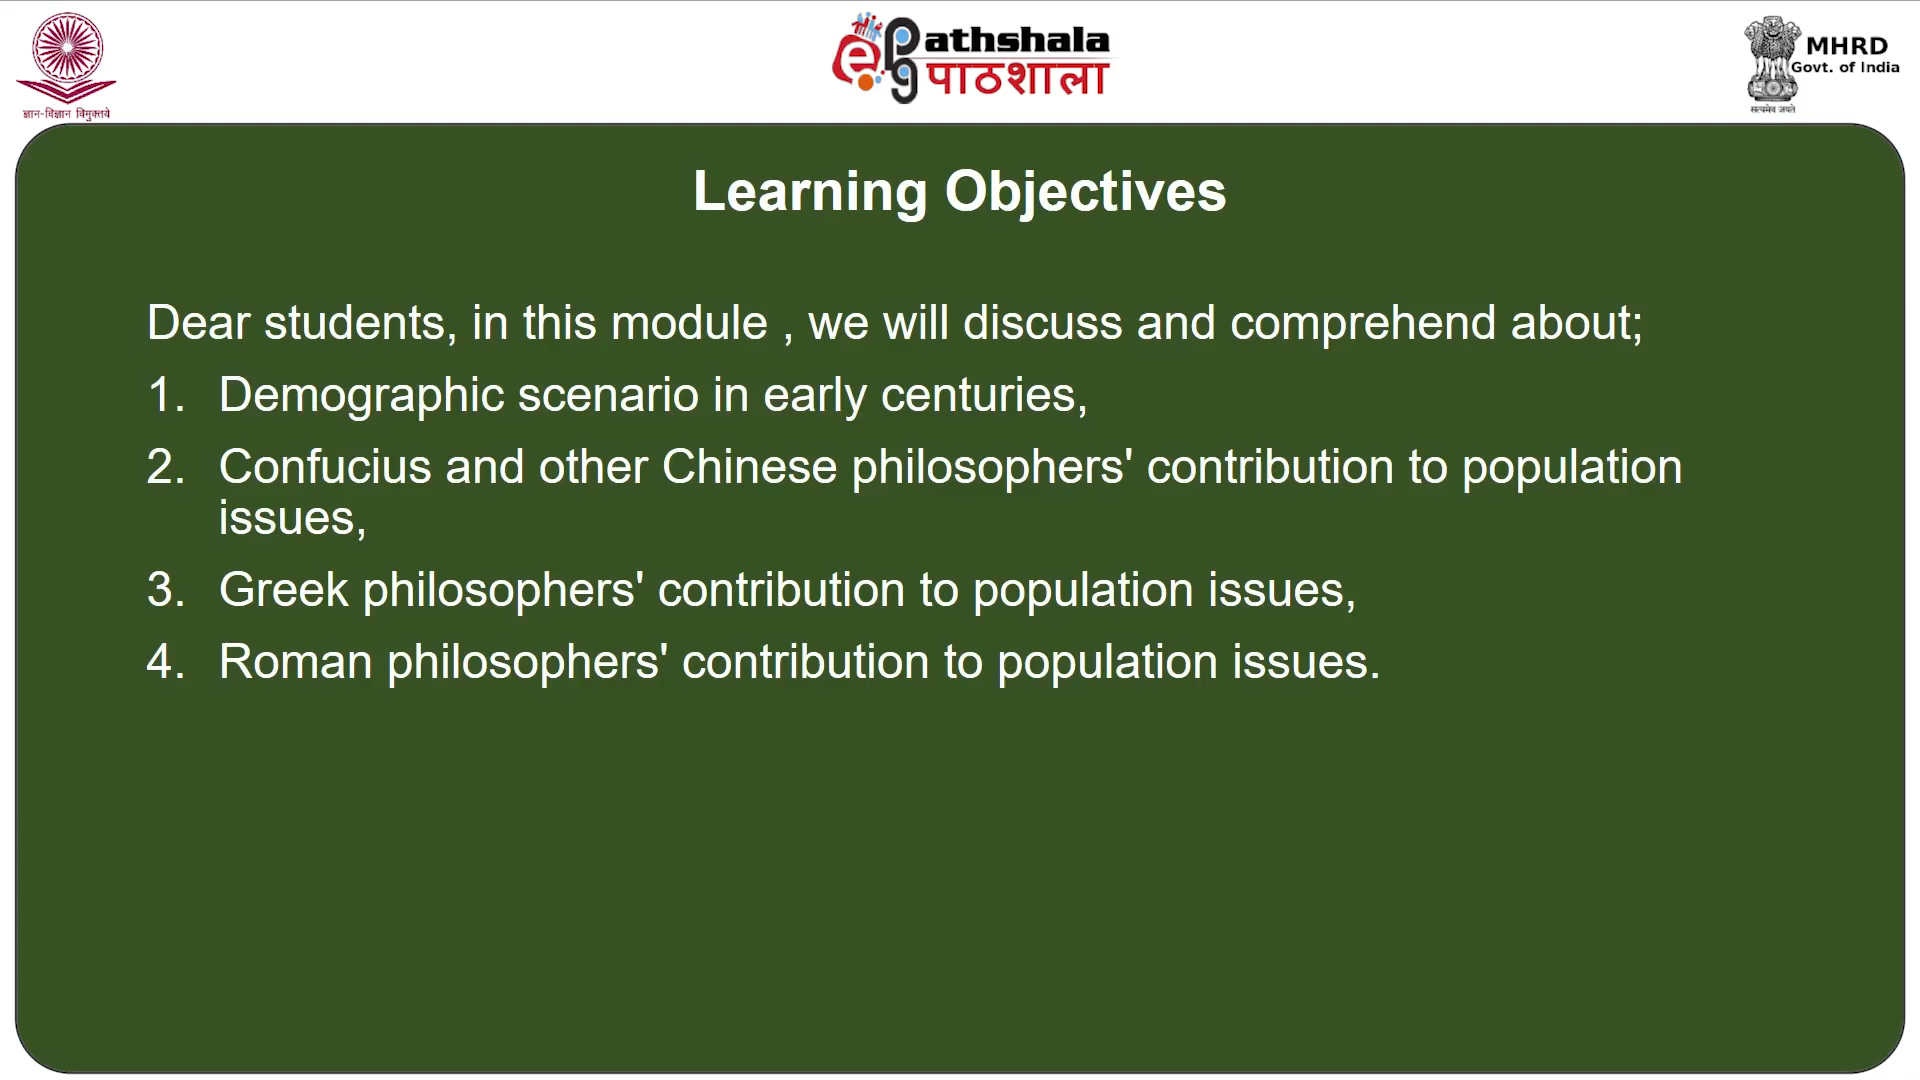 ज्ञान-विज्ञान विमुक्तये
e Pg athshala
पाठशाला
MHRD
Govt. of India
सत्यमेव जयते
Learning Objectives
Dear students, in this module , we will discuss and comprehend about;
1. Demographic scenario in early centuries,
2. Confucius and other Chinese philosophers' contribution to population
issues,
3. Greek philosophers' contribution to population issues,
4. Roman philosophers' contribution to population issues.